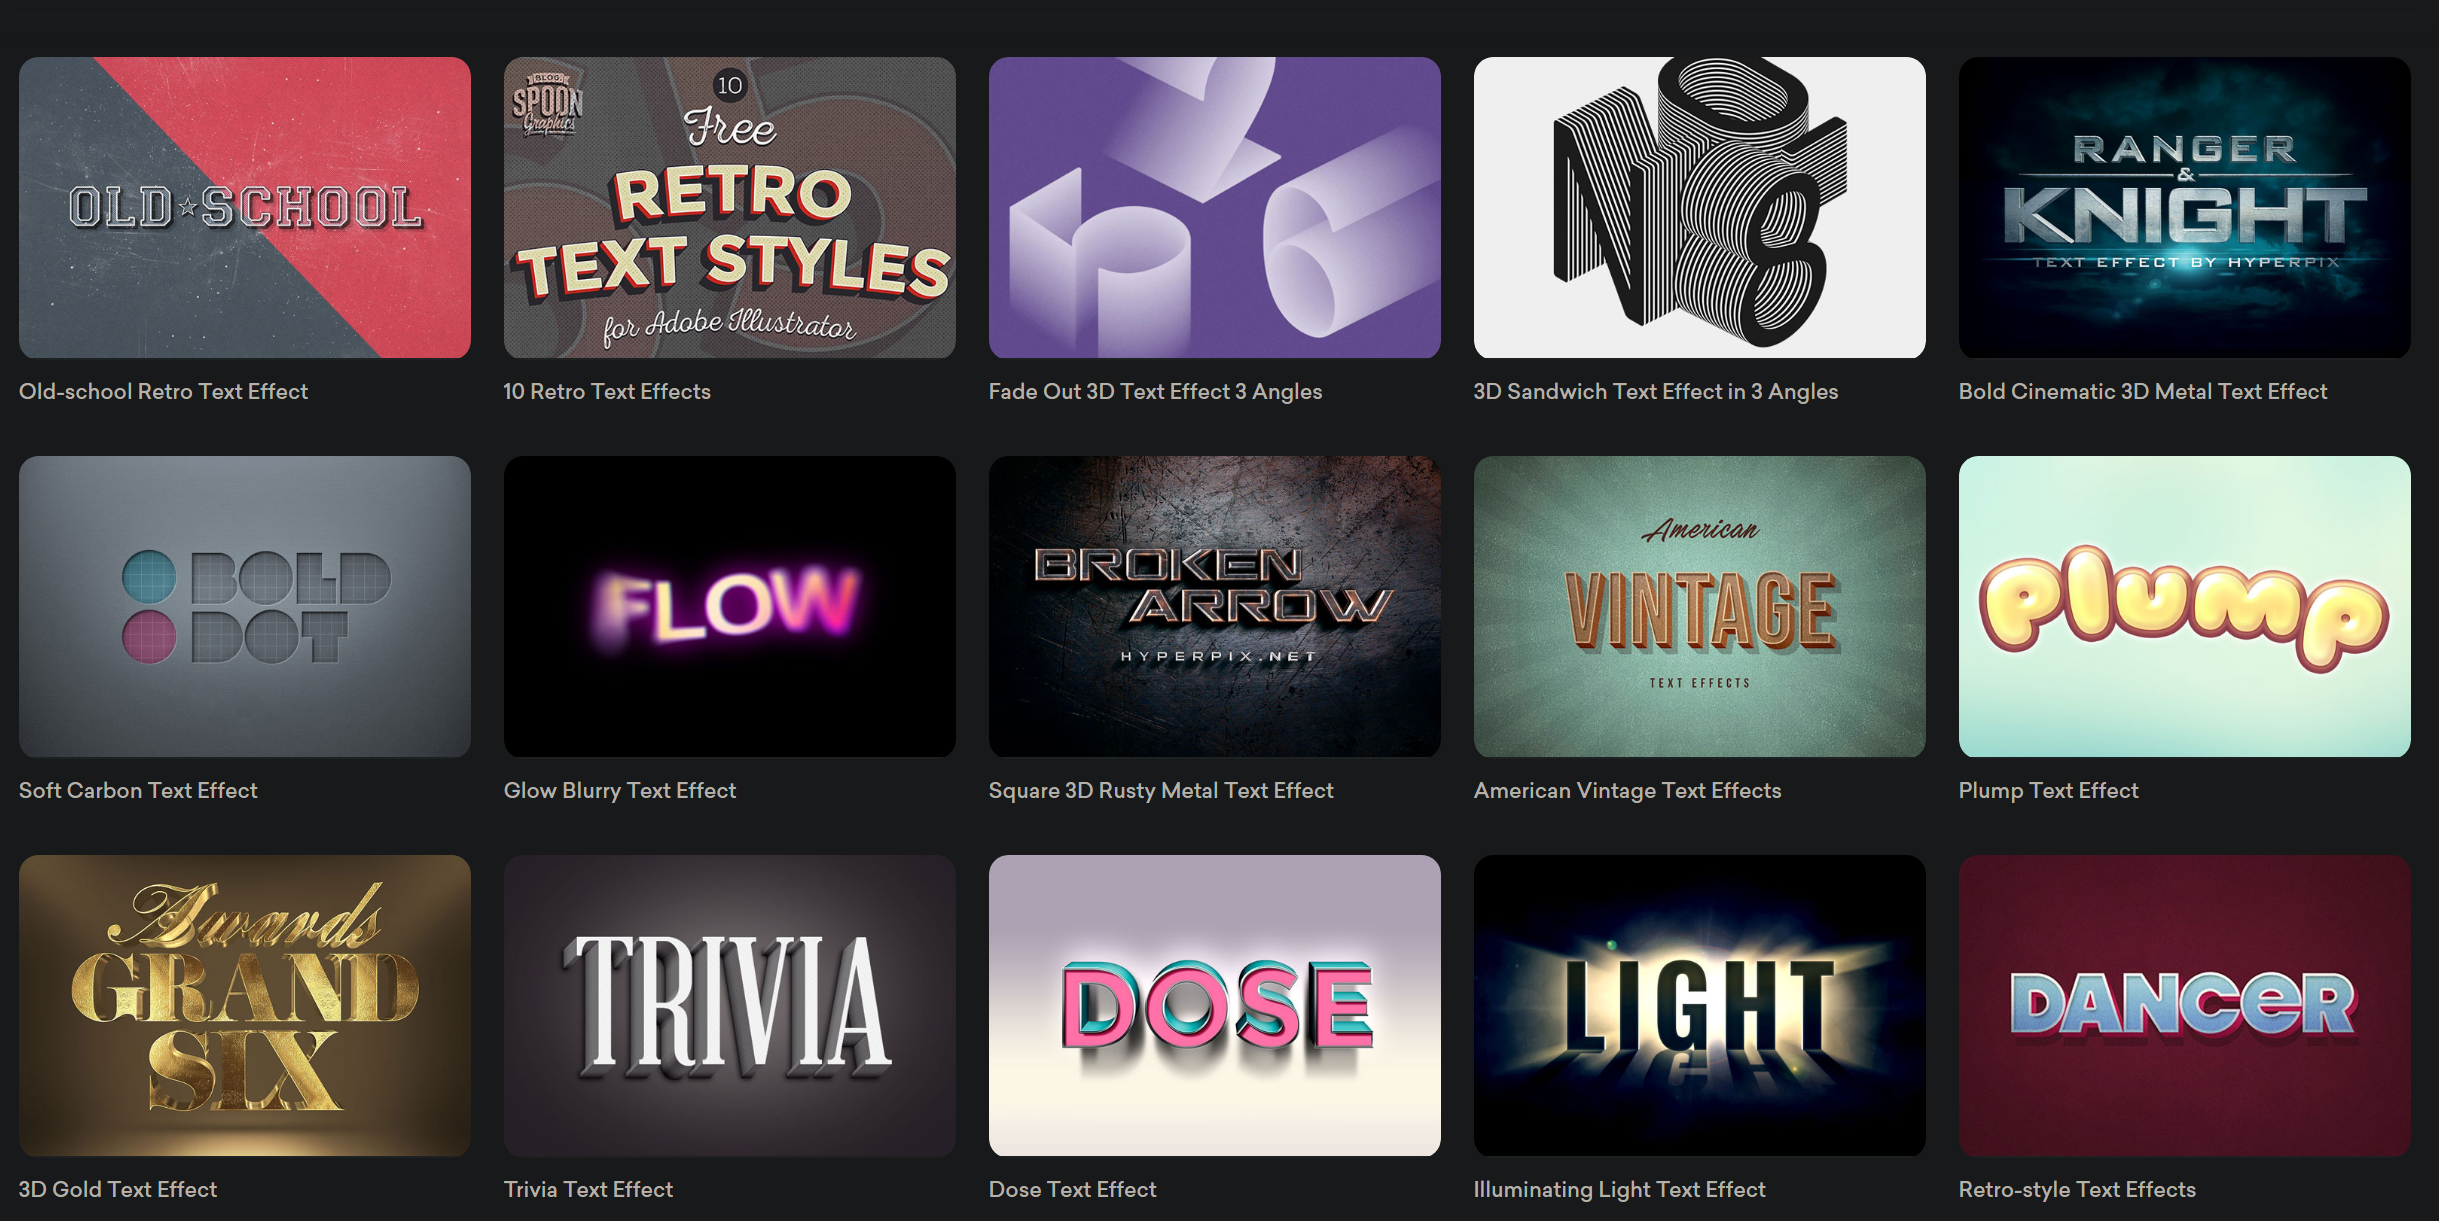 OLD☆SCHOOL
Old-school Retro Text Effect
BLOG.
SPOON
Graphics
10
Free
RETRO
TEXT STYLES
for Adobe Illustrator
10 Retro Text Effects
Fade Out 3D Text Effect 3 Angles
3D Sandwich Text Effect in 3 Angles
RANGER
&
KNIGHT
TEXT EFFECT BY HYPERPIX
Bold Cinematic 3D Metal Text Effect
BOLD
DOT
Soft Carbon Text Effect
FLOW
Glow Blurry Text Effect
BROKEN
ARROW
HYPERPIX.NET
Square 3D Rusty Metal Text Effect
American
VINTAGE
TEXT EFFECTS
American Vintage Text Effects
Plump
Plump Text Effect
Awards
GRAND
SIX
3D Gold Text Effect
TRIVIA
Trivia Text Effect
DOSE
Dose Text Effect
LIGHT
Illuminating Light Text Effect
DANCER
Retro-style Text Effects